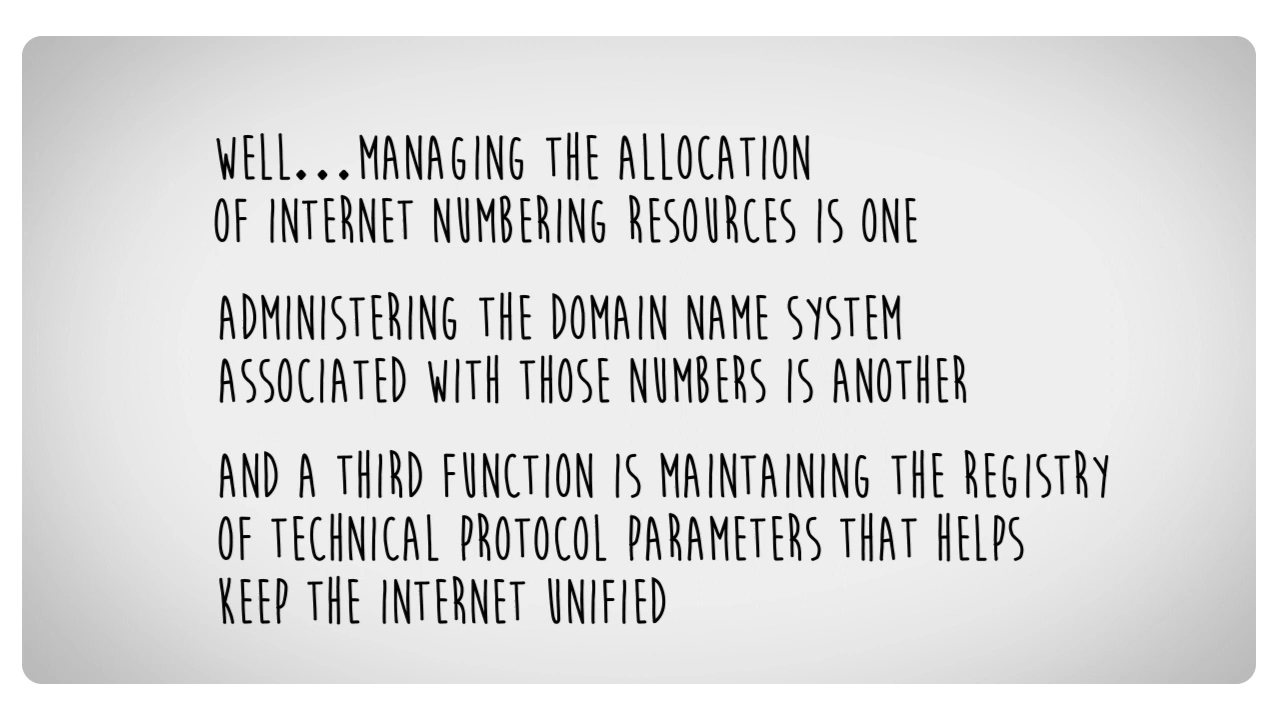 WELL...MANAGING THE ALLOCATION
OF INTERNET NUMBERING RESOURCES IS ONE
ADMINISTERING THE DOMAIN NAME SYSTEM
ASSOCIATED WITH THOSE NUMBERS IS ANOTHER
AND A THIRD FUNCTION IS MAINTAINING THE REGISTRY
OF TECHNICAL PROTOCOL PARAMETERS THAT HELPS
KEEP THE INTERNET UNIFIED